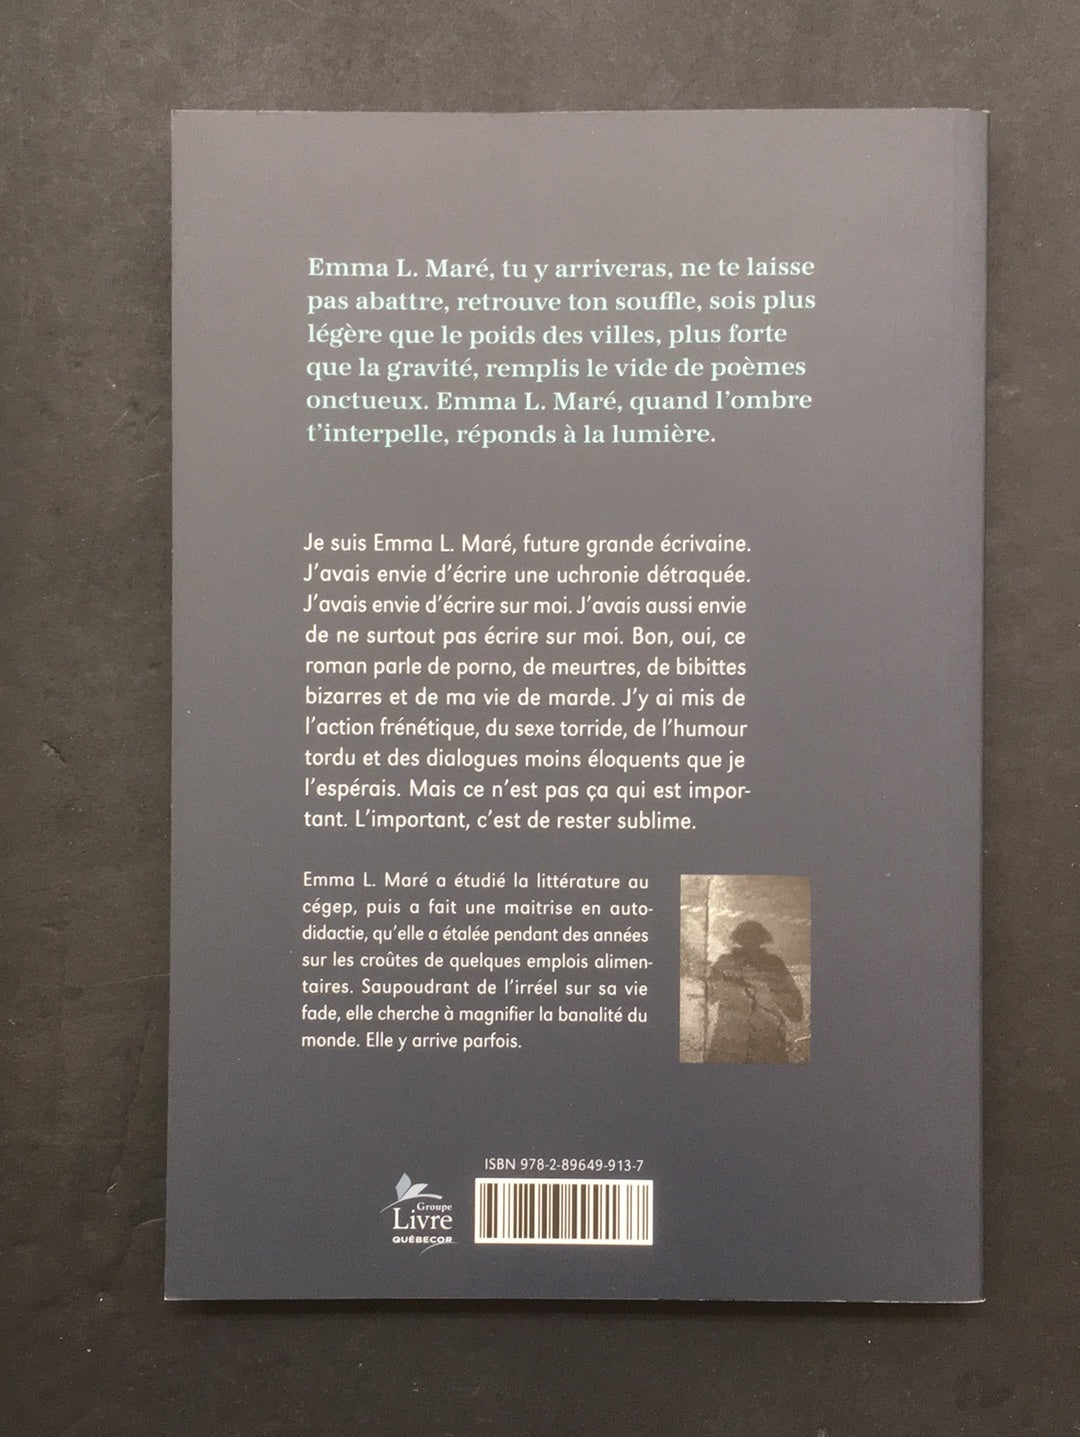 Emma L. Maré, tu y arriveras, ne te laisse
pas abattre, retrouve ton souffle, sois plus
légère que le poids des villes, plus forte
que la gravité, remplis le vide de poèmes
onctueux. Emma L. Maré, quand l'ombre
t'interpelle, réponds à la lumière.
Je suis Emma L. Maré, future grande écrivaine.
J'avais envie d'écrire une uchronie détraquée.
J'avais envie d'écrire sur moi. J'avais aussi envie
de ne surtout pas écrire sur moi. Bon, oui, ce
roman parle de porno, de meurtres, de bibittes
bizarres et de ma vie de marde. J'y ai mis de
l'action frénétique, du sexe torride, de l'humour
tordu et des dialogues moins éloquents que je
l'espérais. Mais ce n'est pas ça qui est impor-
tant. L'important, c'est de rester sublime.
Emma L. Maré a étudié la littérature au
cégep, puis a fait une maitrise en auto-
didactie, qu'elle a étalée pendant des années
sur les croûtes de quelques emplois alimen-
taires. Saupoudrant de l'irréel sur sa vie
fade, elle cherche à magnifier la banalité du
monde. Elle y arrive parfois.
ISBN 978-2-89649-913-7
Groupe
Livre
QUÉBECOR